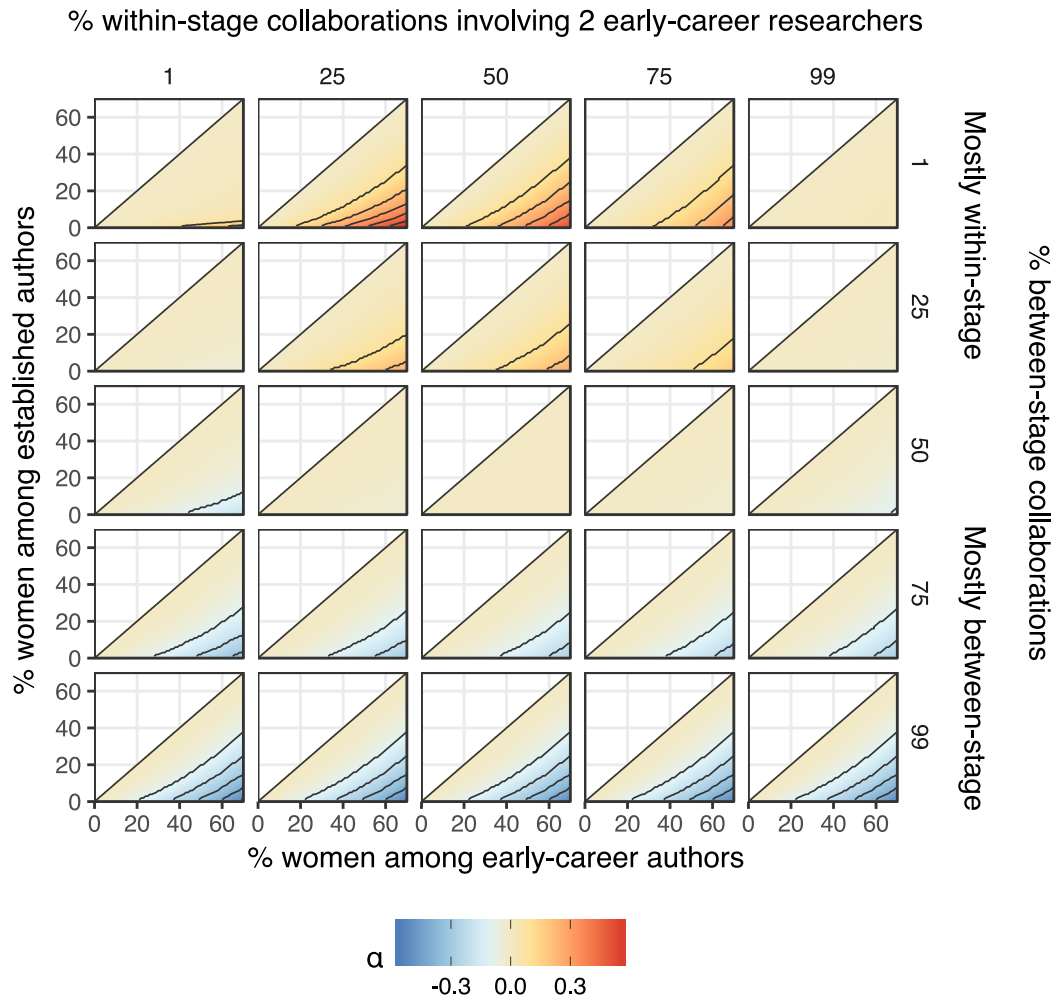 % within-stage collaborations involving 2 early-career researchers
1 25 50 75 99
% women among established authors
60
40
20
0
1
60
40
20
0
25
60
40
20
0
50
60
40
20
0
75
60
40
20
0
99
Mostly within-stage
Mostly between-stage
% between-stage collaborations
0 20 40 60 0 20 40 60 0 20 40 60 0 20 40 60 0 20 40 60
% women among early-career authors
α
-0.3 0.0 0.3